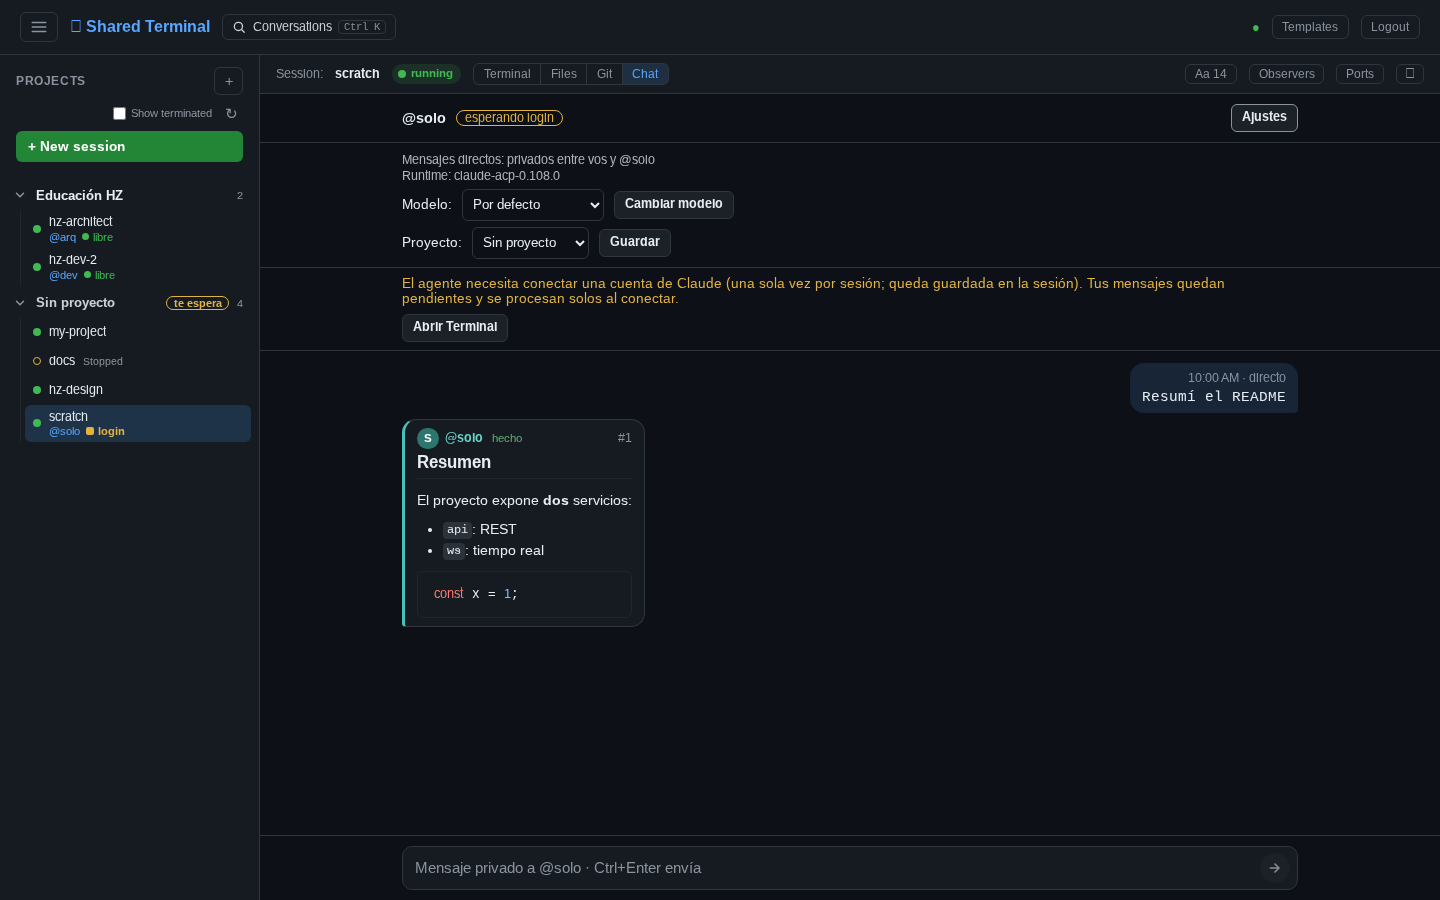 Shared Terminal
Conversations Ctrl K
Templates
Logout
PROJECTS
+
Show terminated
+ New session
Educación HZ 2
hz-architect
@arq libre
hz-dev-2
@dev libre
Sin proyecto te espera 4
my-project
docs Stopped
hz-design
scratch
@solo login
Session: scratch running Terminal Files Git Chat
Aa 14 Observers Ports
@solo esperando login Ajustes
Mensajes directos: privados entre vos y @solo
Runtime: claude-acp-0.108.0
Modelo: Por defecto Cambiar modelo
Proyecto: Sin proyecto Guardar
El agente necesita conectar una cuenta de Claude (una sola vez por sesión; queda guardada en la sesión). Tus mensajes quedan
pendientes y se procesan solos al conectar.
Abrir Terminal
10:00 AM · directo
Resumí el README
S @solo hecho #1
Resumen
El proyecto expone dos servicios:
• api: REST
• ws: tiempo real
const x = 1;
Mensaje privado a @solo · Ctrl+Enter envía